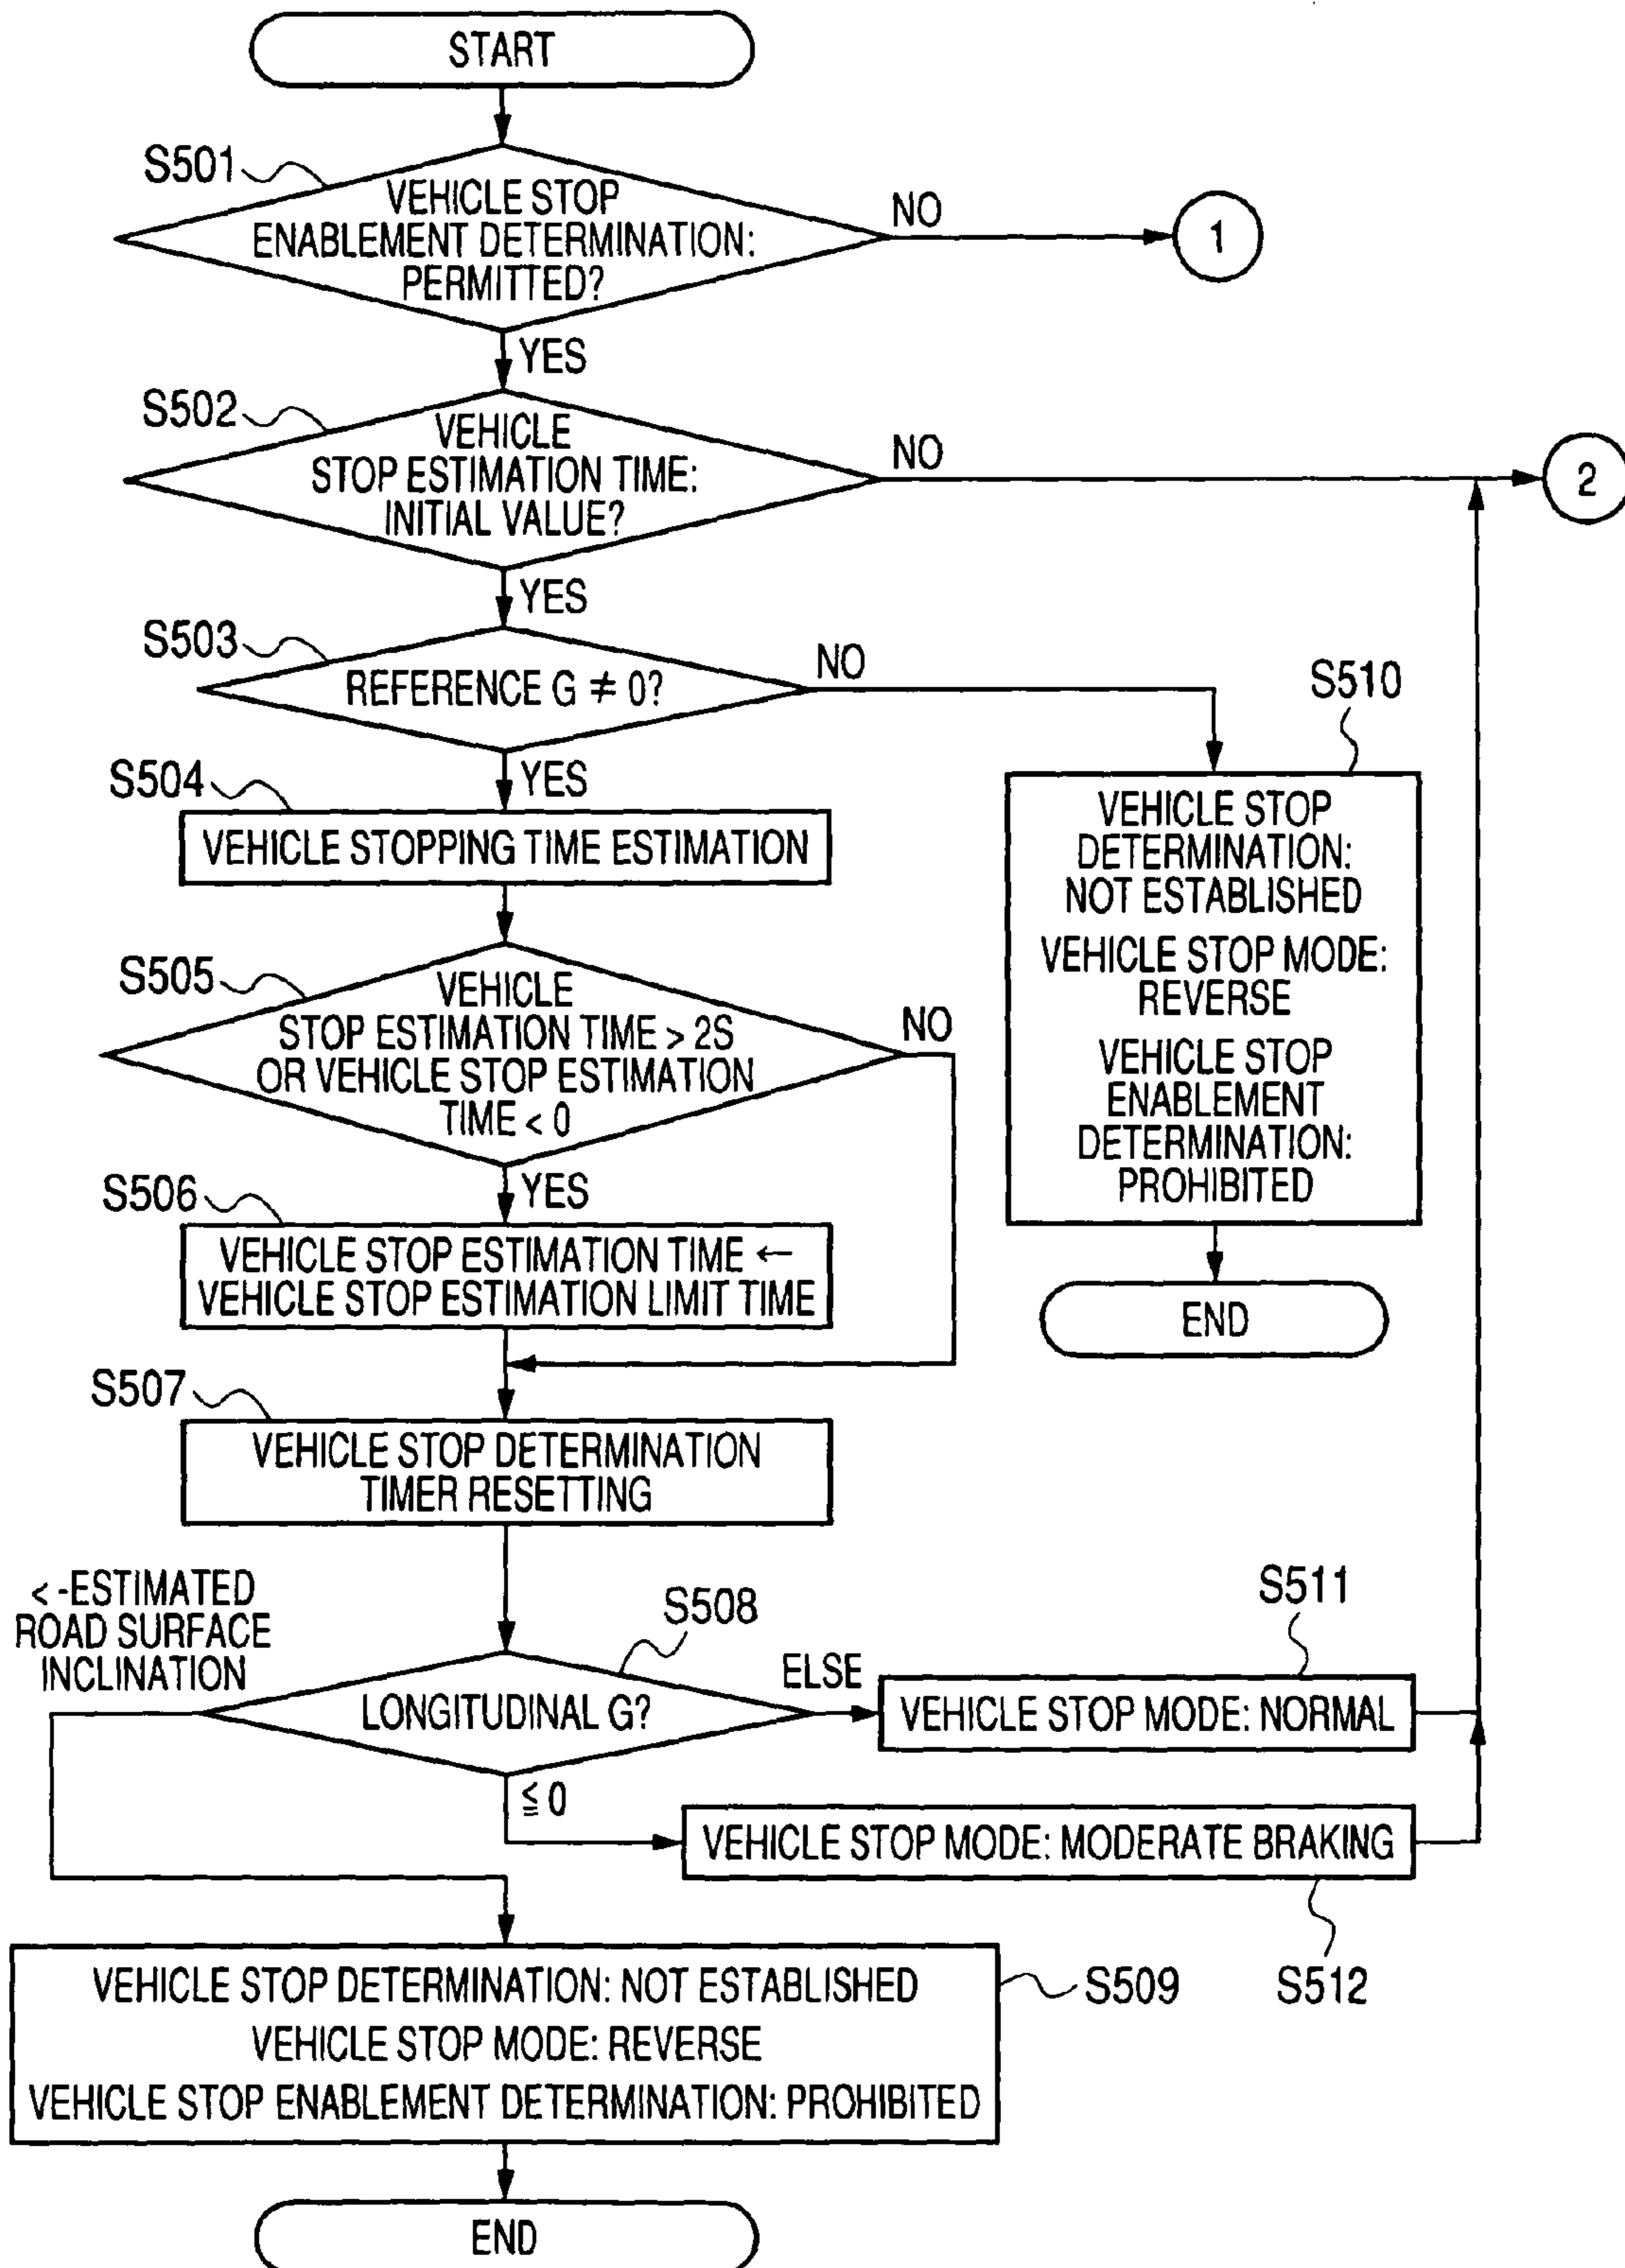 START
S501
VEHICLE STOP
ENABLEMENT DETERMINATION:
PERMITTED?
NO
1
YES
S502
VEHICLE
STOP ESTIMATION TIME:
INITIAL VALUE?
NO
2
YES
S503
REFERENCE G ≠ 0?
NO
YES
S504
VEHICLE STOPPING TIME ESTIMATION
S510
VEHICLE STOP
DETERMINATION:
NOT ESTABLISHED
VEHICLE STOP MODE:
REVERSE
VEHICLE STOP
ENABLEMENT
DETERMINATION:
PROHIBITED
END
S505
VEHICLE
STOP ESTIMATION TIME > 2S
OR VEHICLE STOP ESTIMATION
TIME < 0
NO
YES
S506
VEHICLE STOP ESTIMATION TIME ←
VEHICLE STOP ESTIMATION LIMIT TIME
S507
VEHICLE STOP DETERMINATION
TIMER RESETTING
< -ESTIMATED
ROAD SURFACE
INCLINATION
S508
LONGITUDINAL G?
ELSE
S511
VEHICLE STOP MODE: NORMAL
≦ 0
VEHICLE STOP MODE: MODERATE BRAKING
S512
VEHICLE STOP DETERMINATION: NOT ESTABLISHED
VEHICLE STOP MODE: REVERSE
VEHICLE STOP ENABLEMENT DETERMINATION: PROHIBITED
S509
END